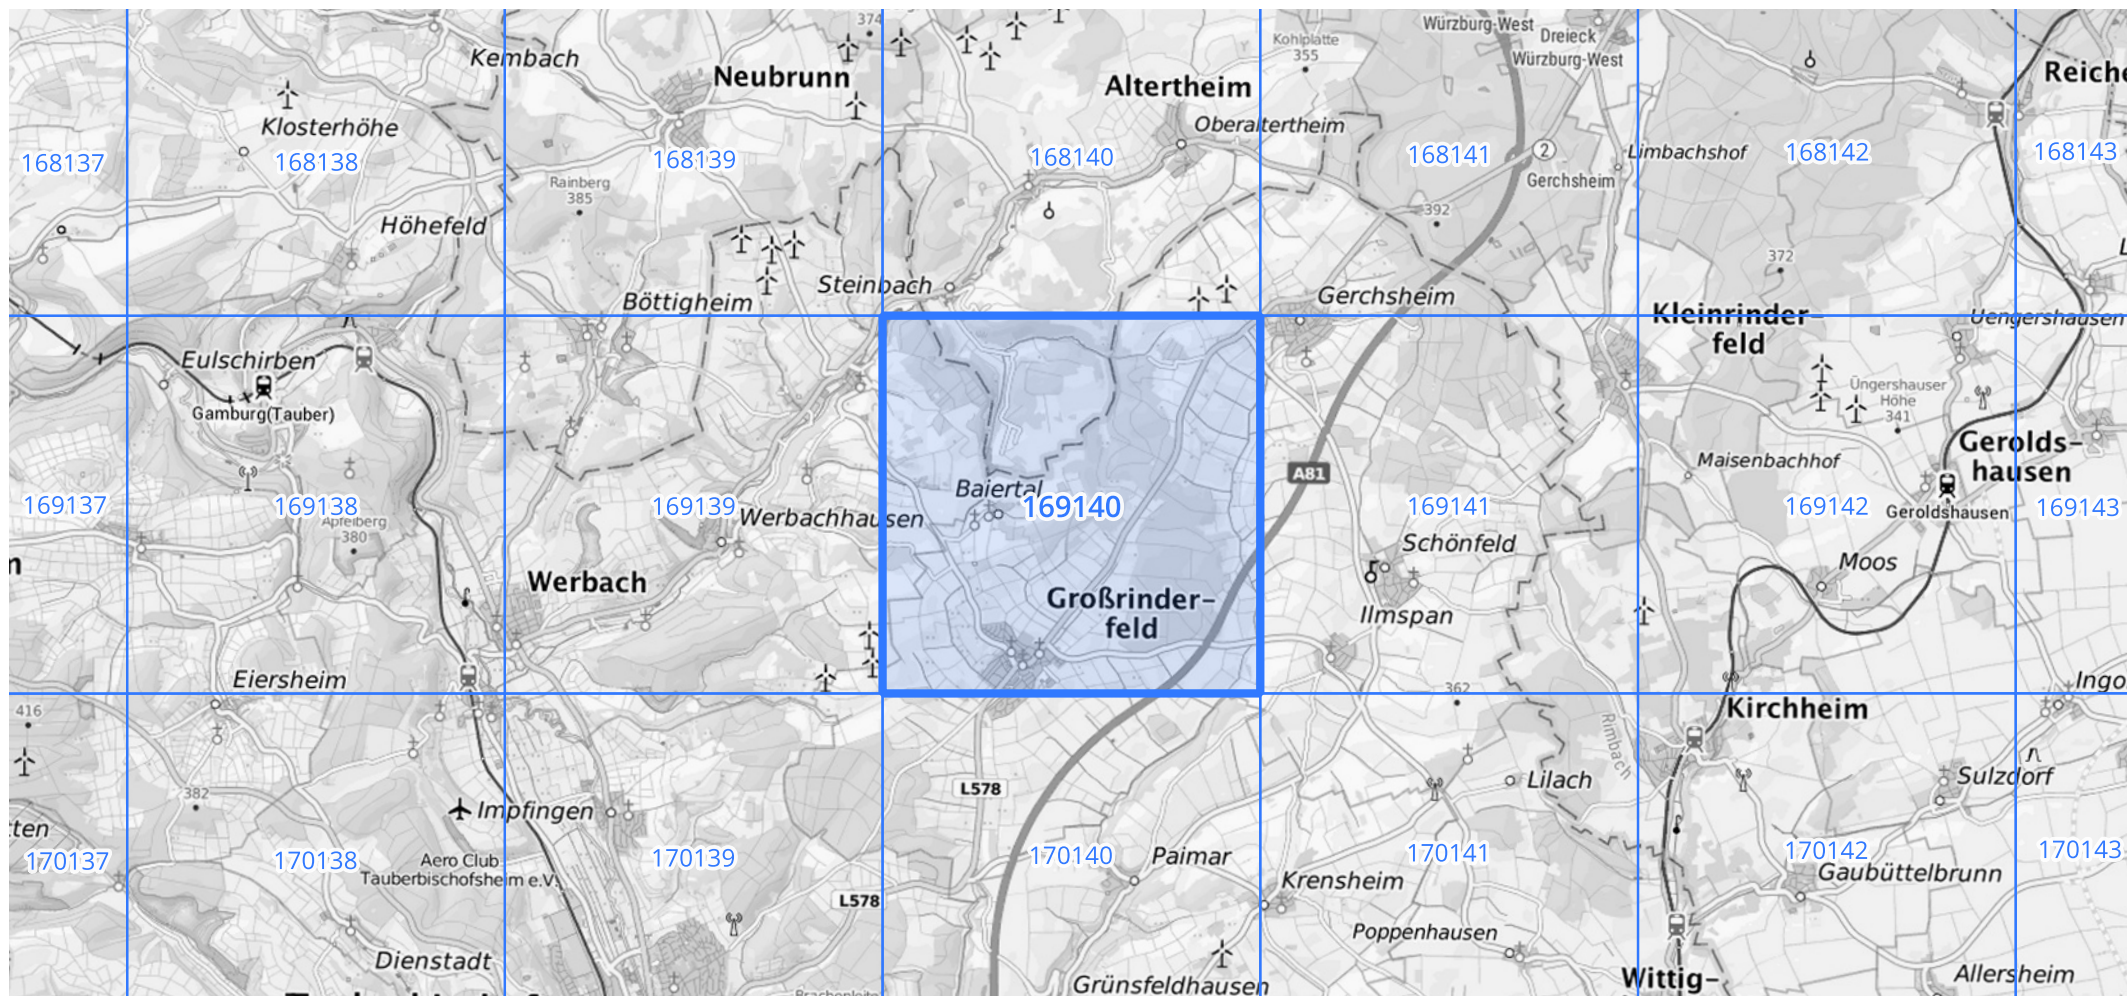 374
Würzburg-West
Dreieck
Würzburg-West
Kohlplatte
355
Kembach
Neubrunn
Altertheim
Reiche
Klosterhöhe
Oberaltertheim
168137
168138
168139
168140
168141
2
Limbachshof
168142
168143
Rainberg
385
Gerchsheim
392
Höhefeld
372
Steinbach
Böttigheim
Gerchsheim
Kleinrinder-
feld
Uengershausen
Eulschirben
Gamburg(Tauber)
Üngershauser
Höhe
341
Gerolds-
hausen
A81
Maisenbachhof
Baiertal
169137
169138
169139
169140
169141
169142
169143
Apfelberg
380
Werbachhausen
Geroldshausen
Schönfeld
Moos
Werbach
Großrinder-
feld
Ilmspan
Eiersheim
Ingo
416
362
Kirchheim
Rimbach
382
L578
Lilach
Sulzdorf
Impfingen
tten
170137
170138
170139
170140
170141
170142
170143
Aero Club
Tauberbischofsheim e.V.
Paimar
Krensheim
Gaubüttelbrunn
L578
Poppenhausen
Dienstadt
Grünsfeldhausen
Wittig-
Allersheim